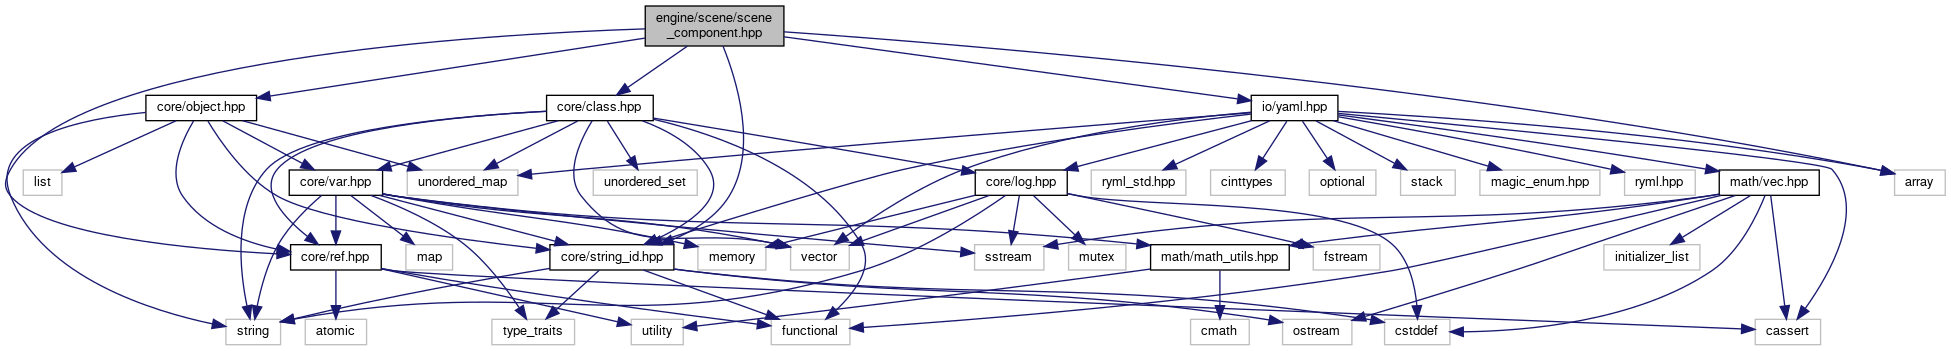 engine/scene/scene
_component.hpp
core/object.hpp
core/class.hpp
io/yaml.hpp
list
core/var.hpp
unordered_map
unordered_set
core/log.hpp
ryml_std.hpp
cinttypes
optional
stack
magic_enum.hpp
ryml.hpp
math/vec.hpp
array
core/ref.hpp
map
core/string_id.hpp
memory
vector
sstream
mutex
math/math_utils.hpp
fstream
initializer_list
string
atomic
type_traits
utility
functional
cmath
ostream
cstddef
cassert